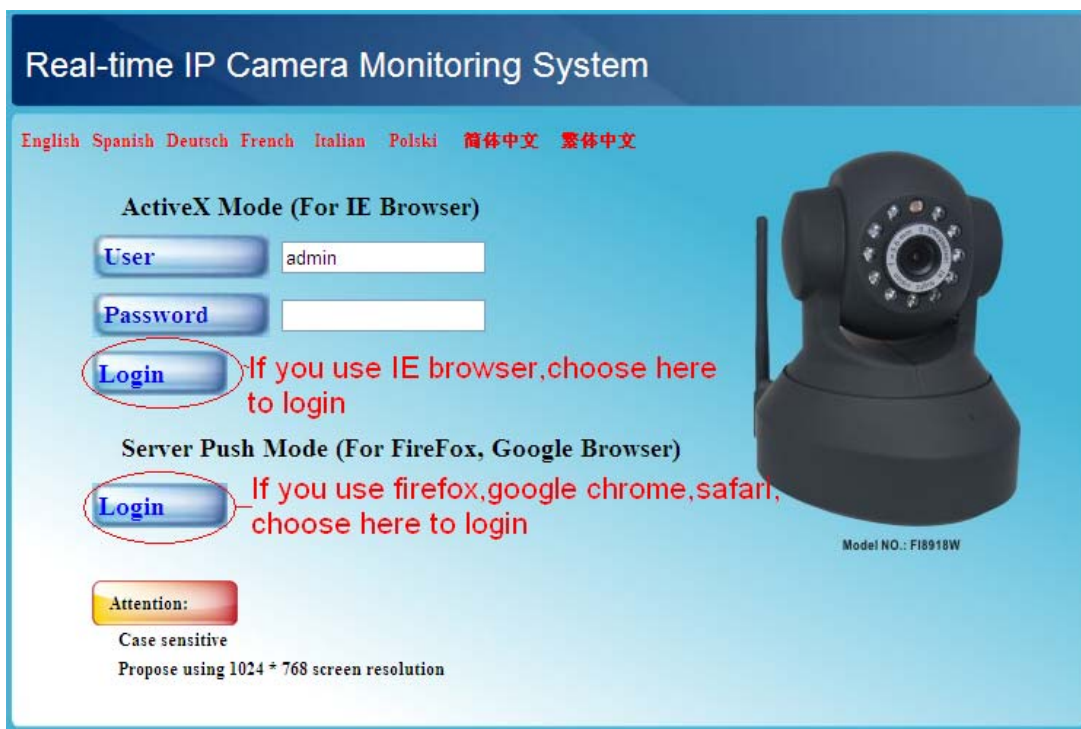 Real-time IP Camera Monitoring System
English Spanish Deutsch French Italian Polski 简体中文 繁体中文
ActiveX Mode (For IE Browser)
User admin
Password
Login
If you use IE browser,choose here
to login
Server Push Mode (For FireFox, Google Browser)
Login
If you use firefox,google chrome,safari,
choose here to login
Model NO.: FI8918W
Attention:
Case sensitive
Propose using 1024 * 768 screen resolution